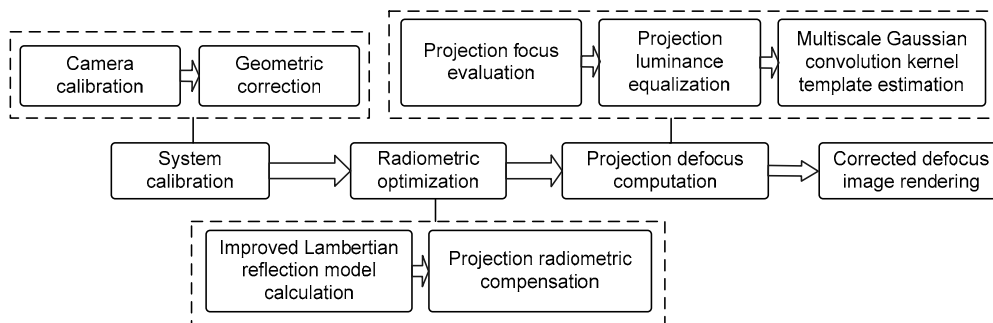 Camera
calibration
Geometric
correction
Projection focus
evaluation
Projection
luminance
equalization
Multiscale Gaussian
convolution kernel
template estimation
System
calibration
Radiometric
optimization
Projection defocus
computation
Corrected defocus
image rendering
Improved Lambertian
reflection model
calculation
Projection radiometric
compensation